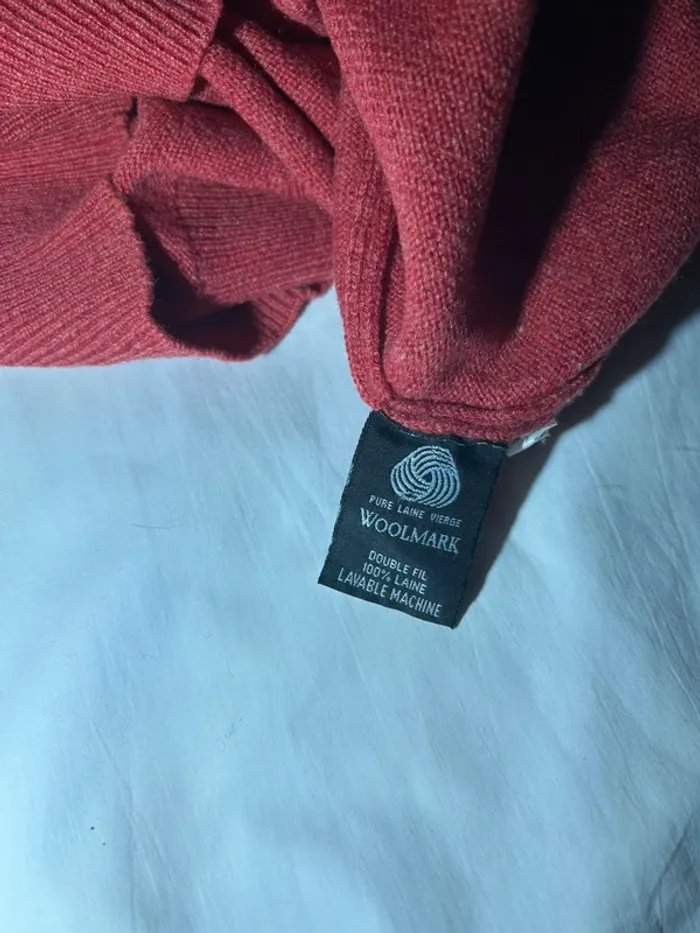 PURE LAINE VIERGE
WOOLMARK
DOUBLE FIL
100% LAINE
LAVABLE MACHINE